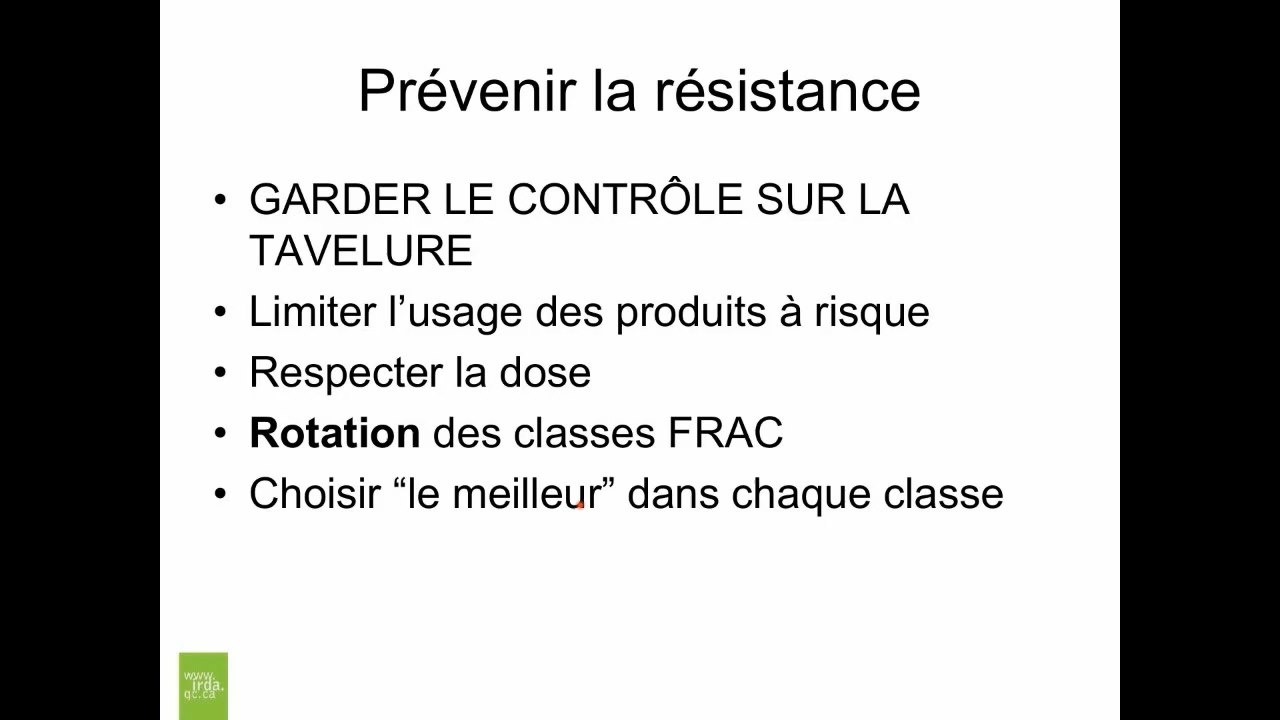 Prévenir la résistance
• GARDER LE CONTRÔLE SUR LA
TAVELURE
• Limiter l’usage des produits à risque
• Respecter la dose
• Rotation des classes FRAC
• Choisir “le meilleur” dans chaque classe
www.
irda.
qc.ca